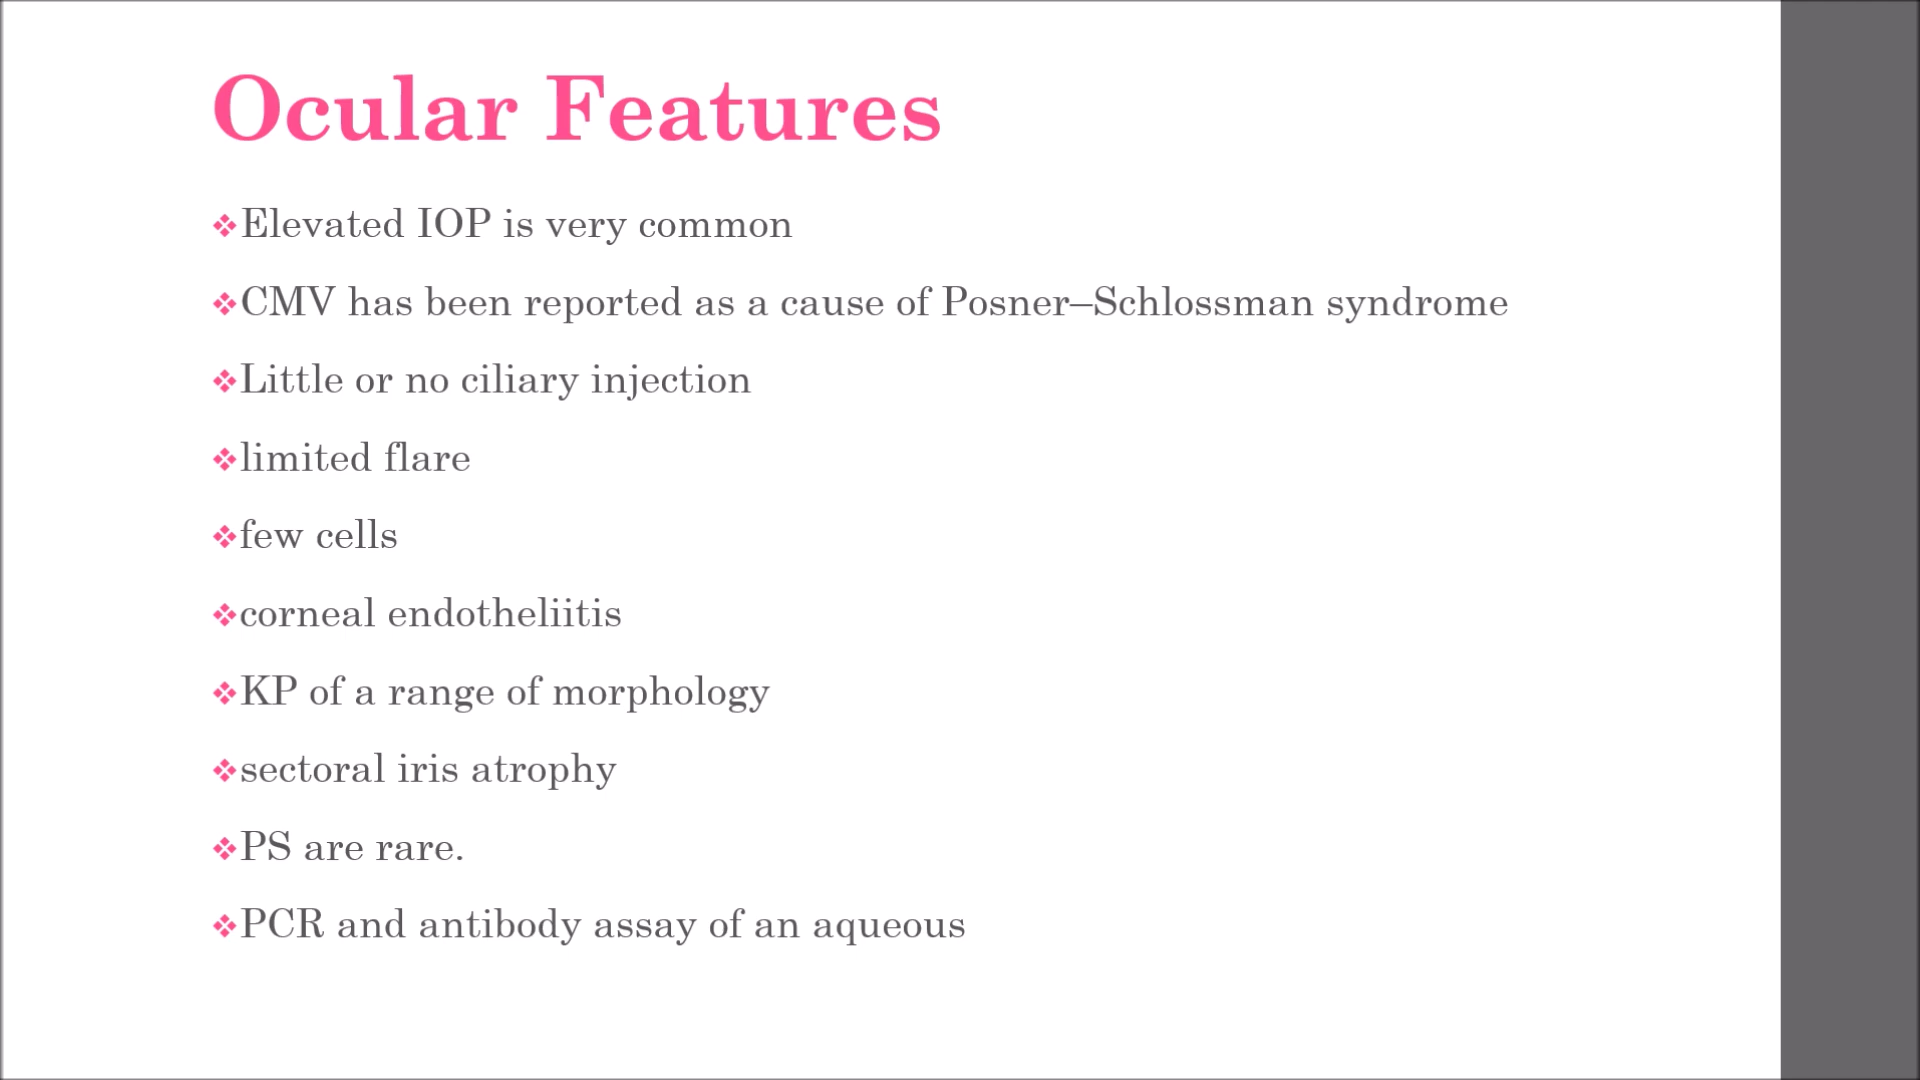 Ocular Features
❖Elevated IOP is very common
❖CMV has been reported as a cause of Posner–Schlossman syndrome
❖Little or no ciliary injection
❖limited flare
❖few cells
❖corneal endotheliitis
❖KP of a range of morphology
❖sectoral iris atrophy
❖PS are rare.
❖PCR and antibody assay of an aqueous